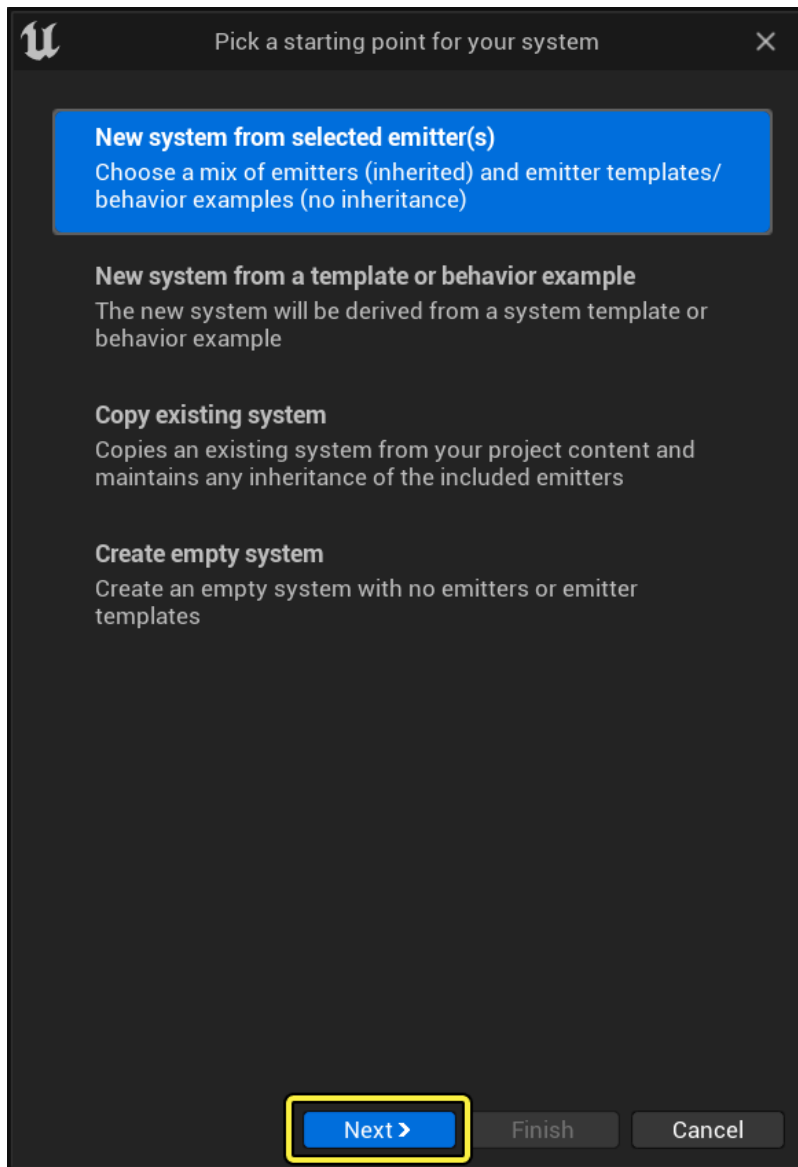 Pick a starting point for your system
New system from selected emitter(s)
Choose a mix of emitters (inherited) and emitter templates/
behavior examples (no inheritance)
New system from a template or behavior example
The new system will be derived from a system template or
behavior example
Copy existing system
Copies an existing system from your project content and
maintains any inheritance of the included emitters
Create empty system
Create an empty system with no emitters or emitter
templates
Next Finish Cancel